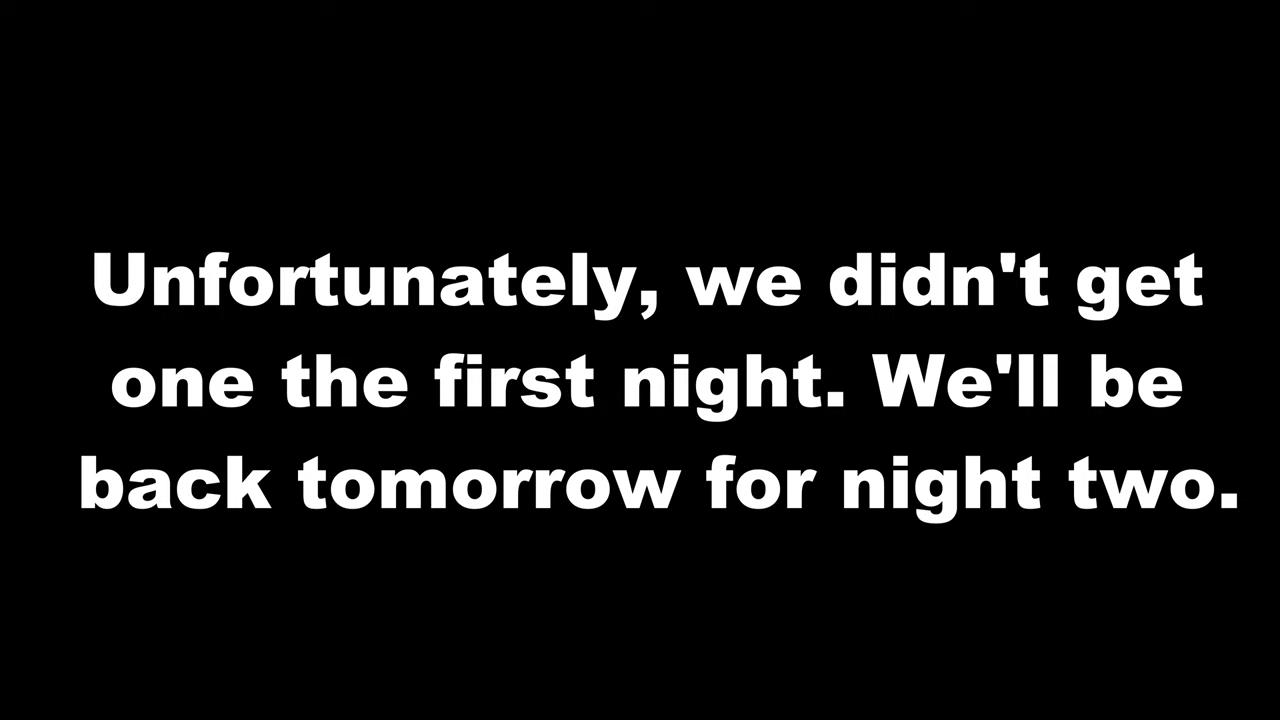 Unfortunately, we didn't get
one the first night. We'll be
back tomorrow for night two.